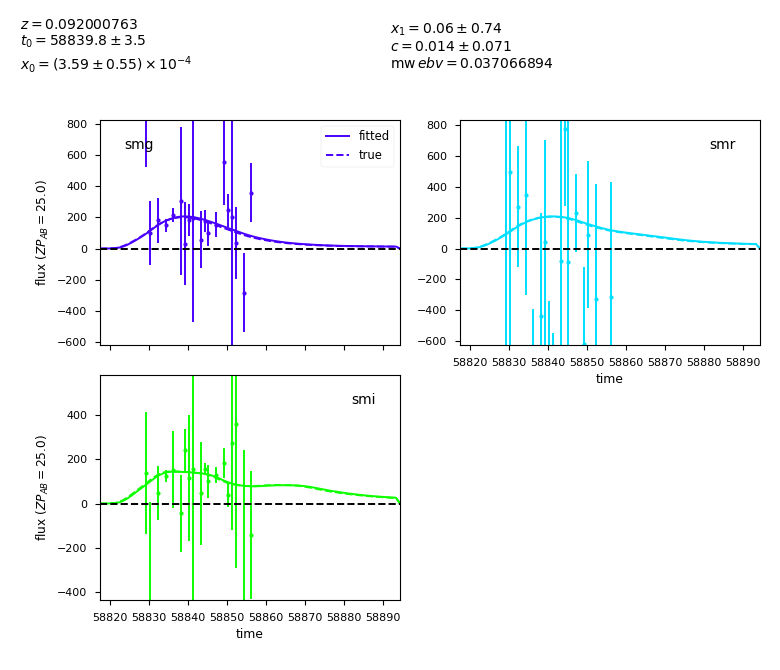 z = 0.092000763
t₀ = 58839.8 ± 3.5
x₀ = (3.59 ± 0.55) × 10⁻⁴
x₁ = 0.06 ± 0.74
c = 0.014 ± 0.071
mw ebv = 0.037066894
smg
fitted
true
800
600
400
200
0
−200
−400
−600
flux (ZP_AB = 25.0)
smr
800
600
400
200
0
−200
−400
−600
58820 58830 58840 58850 58860 58870 58880 58890
time
smi
400
200
0
−200
−400
flux (ZP_AB = 25.0)
58820 58830 58840 58850 58860 58870 58880 58890
time